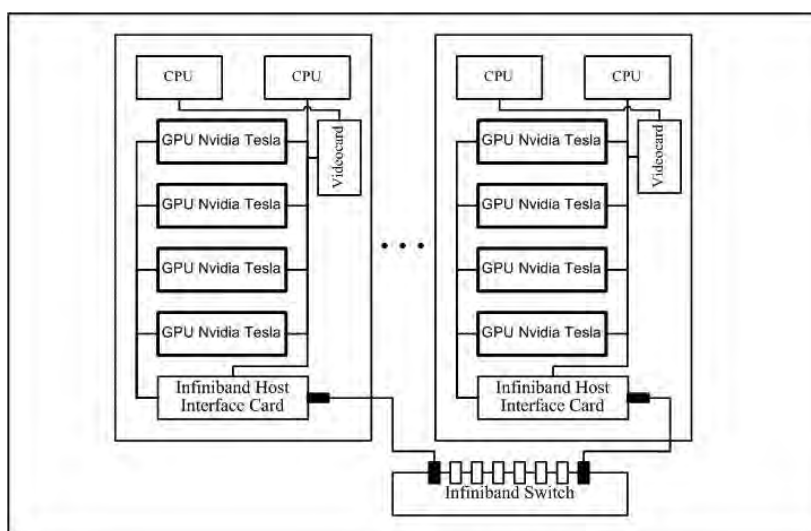 CPU
CPU
GPU Nvidia Tesla
Videocard
GPU Nvidia Tesla
GPU Nvidia Tesla
GPU Nvidia Tesla
Infiniband Host
Interface Card
CPU
CPU
GPU Nvidia Tesla
Videocard
GPU Nvidia Tesla
GPU Nvidia Tesla
GPU Nvidia Tesla
Infiniband Host
Interface Card
Infiniband Switch